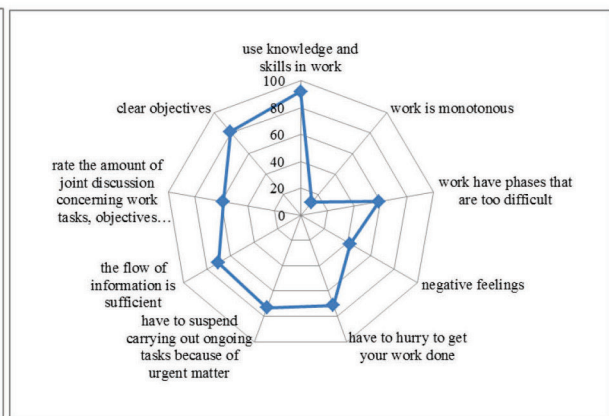 use knowledge and
skills in work
100
80
60
40
20
0
work is monotonous
work have phases that
are too difficult
negative feelings
have to hurry to get
your work done
have to suspend
carrying out ongoing
tasks because of
urgent matter
the flow of
information is
sufficient
rate the amount of
joint discussion
concerning work
tasks, objectives…
clear objectives